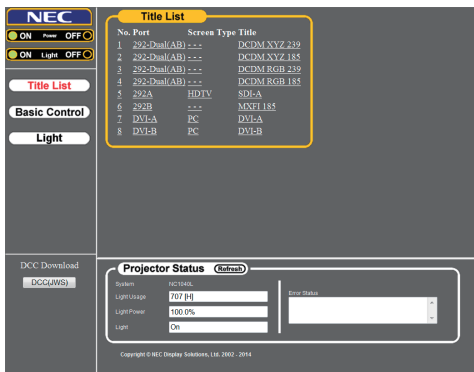 NEC
ON Power OFF
ON Light OFF
Title List
Basic Control
Light
DCC Download
DCC(JWS)
Title List
No. Port Screen Type Title
1 292-Dual(AB) - - - DCDM XYZ 239
2 292-Dual(AB) - - - DCDM XYZ 185
3 292-Dual(AB) - - - DCDM RGB 239
4 292-Dual(AB) - - - DCDM RGB 185
5 292A HDTV SDI-A
6 292B - - - MXFI 185
7 DVI-A PC DVI-A
8 DVI-B PC DVI-B
Projector Status (Refresh)
System NC1040L
Light Usage 707 [H]
Light Power 100.0%
Light On
Error Status
Copyright © NEC Display Solutions, Ltd. 2002 - 2014